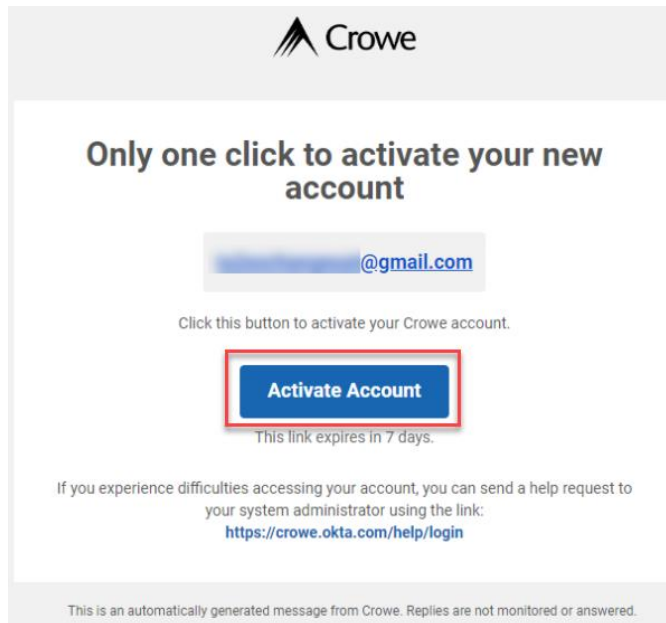 Crowe
Only one click to activate your new
account
@gmail.com
Click this button to activate your Crowe account.
Activate Account
This link expires in 7 days.
If you experience difficulties accessing your account, you can send a help request to
your system administrator using the link:
https://crowe.okta.com/help/login
This is an automatically generated message from Crowe. Replies are not monitored or answered.